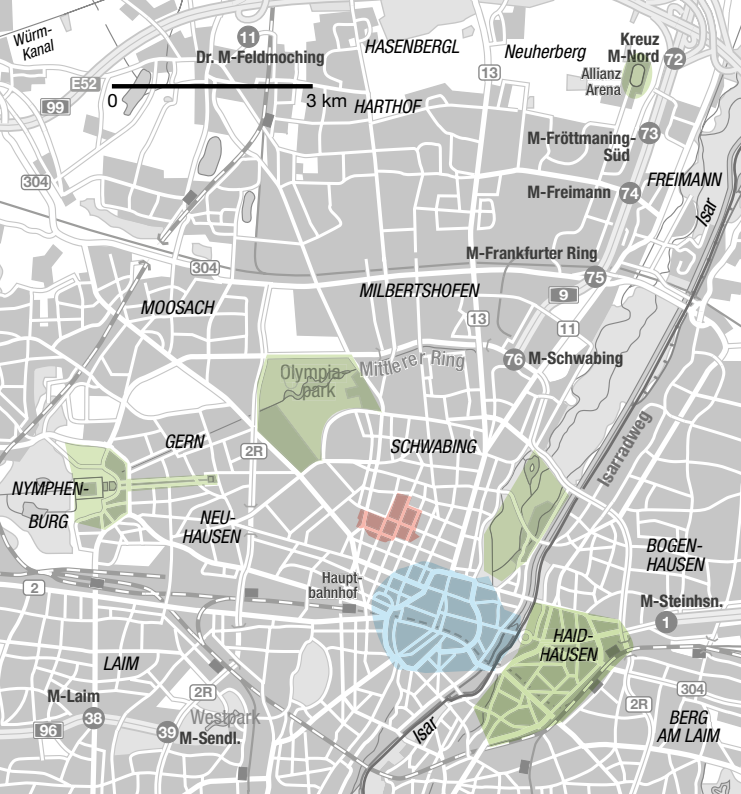 Würm-
Kanal
11
Dr. M-Feldmoching
HASENBERGL
Neuherberg
Kreuz
M-Nord
72
Allianz
Arena
13
E52
99
0
3 km
HARTHOF
M-Fröttmaning-
Süd
73
304
M-Freimann
74
FREIMANN
Isar
M-Frankfurter Ring
75
304
MOOSACH
MILBERTSHOFEN
9
13
11
76
M-Schwabing
Mittlerer Ring
Olympia-
park
GERN
2R
SCHWABING
Isarradweg
NYMPHEN-
BURG
NEU-
HAUSEN
BOGEN-
HAUSEN
Haupt-
bahnhof
2
M-Steinhsn.
1
HAID-
HAUSEN
LAIM
2R
304
2R
M-Laim
38
Westpark
96
39
M-Sendl.
Isar
BERG
AM LAIM